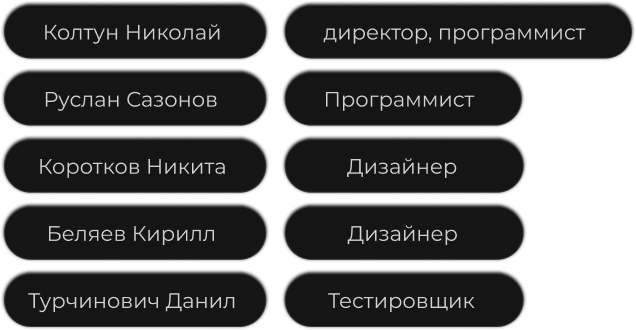 Колтун Николай директор, программист
Руслан Сазонов Программист
Коротков Никита Дизайнер
Беляев Кирилл Дизайнер
Турчинович Данил Тестировщик